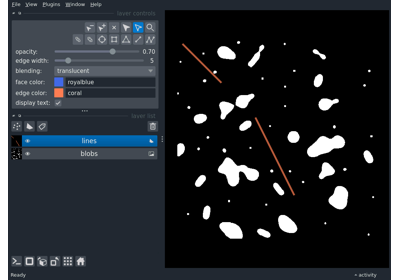 File View Plugins Window Help
layer controls
opacity: 0.70
edge width: 5
blending: translucent
face color: royalblue
edge color: coral
display text:
layer list
lines
blobs
Ready
activity